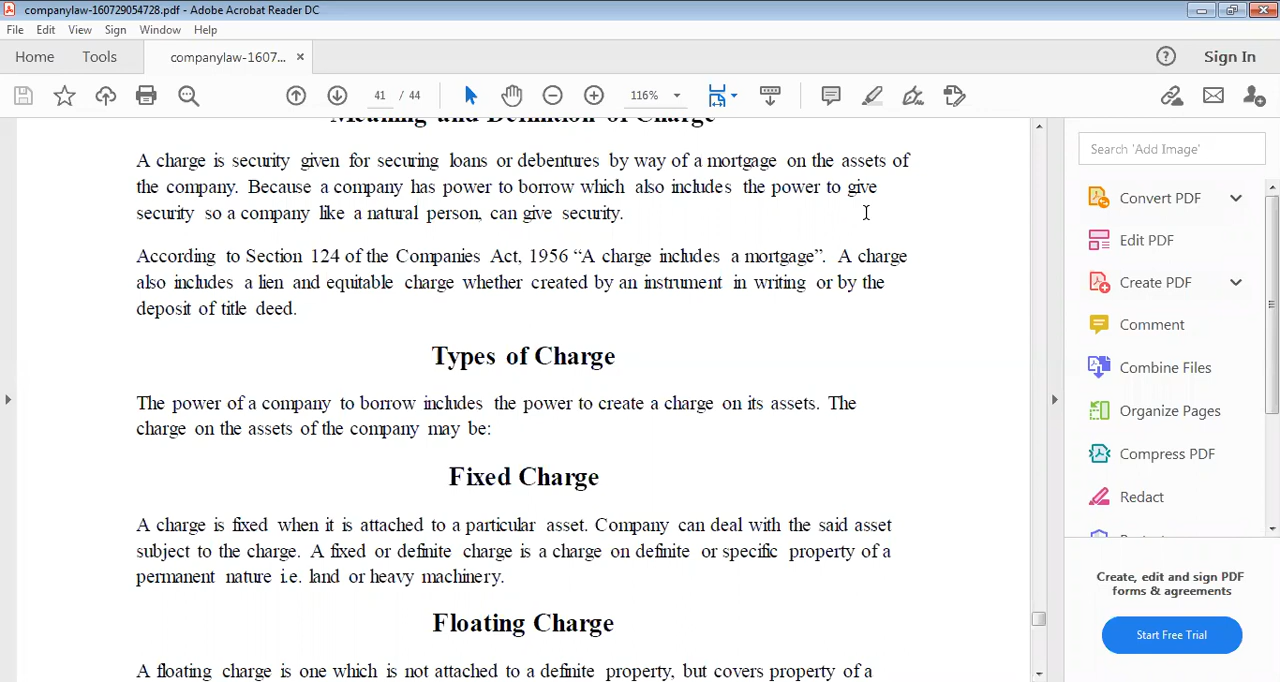 companylaw-160729054728.pdf - Adobe Acrobat Reader DC
File Edit View Sign Window Help
Home Tools companylaw-1607... × Sign In
41 / 44 116%
Meaning and Definition of Charge
A charge is security given for securing loans or debentures by way of a mortgage on the assets of
the company. Because a company has power to borrow which also includes the power to give
security so a company like a natural person, can give security.
According to Section 124 of the Companies Act, 1956 “A charge includes a mortgage”. A charge
also includes a lien and equitable charge whether created by an instrument in writing or by the
deposit of title deed.
Types of Charge
The power of a company to borrow includes the power to create a charge on its assets. The
charge on the assets of the company may be:
Fixed Charge
A charge is fixed when it is attached to a particular asset. Company can deal with the said asset
subject to the charge. A fixed or definite charge is a charge on definite or specific property of a
permanent nature i.e. land or heavy machinery.
Floating Charge
A floating charge is one which is not attached to a definite property, but covers property of a
Search 'Add Image'
Convert PDF
Edit PDF
Create PDF
Comment
Combine Files
Organize Pages
Compress PDF
Redact
Create, edit and sign PDF
forms & agreements
Start Free Trial